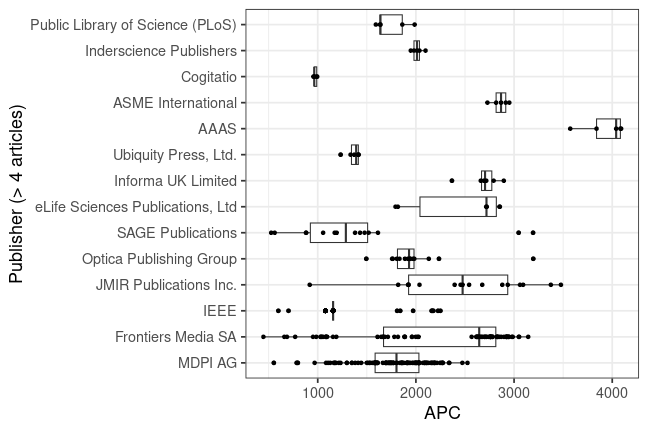 Publisher (> 4 articles)
Public Library of Science (PLoS)
Inderscience Publishers
Cogitatio
ASME International
AAAS
Ubiquity Press, Ltd.
Informa UK Limited
eLife Sciences Publications, Ltd
SAGE Publications
Optica Publishing Group
JMIR Publications Inc.
IEEE
Frontiers Media SA
MDPI AG
1000 2000 3000 4000
APC